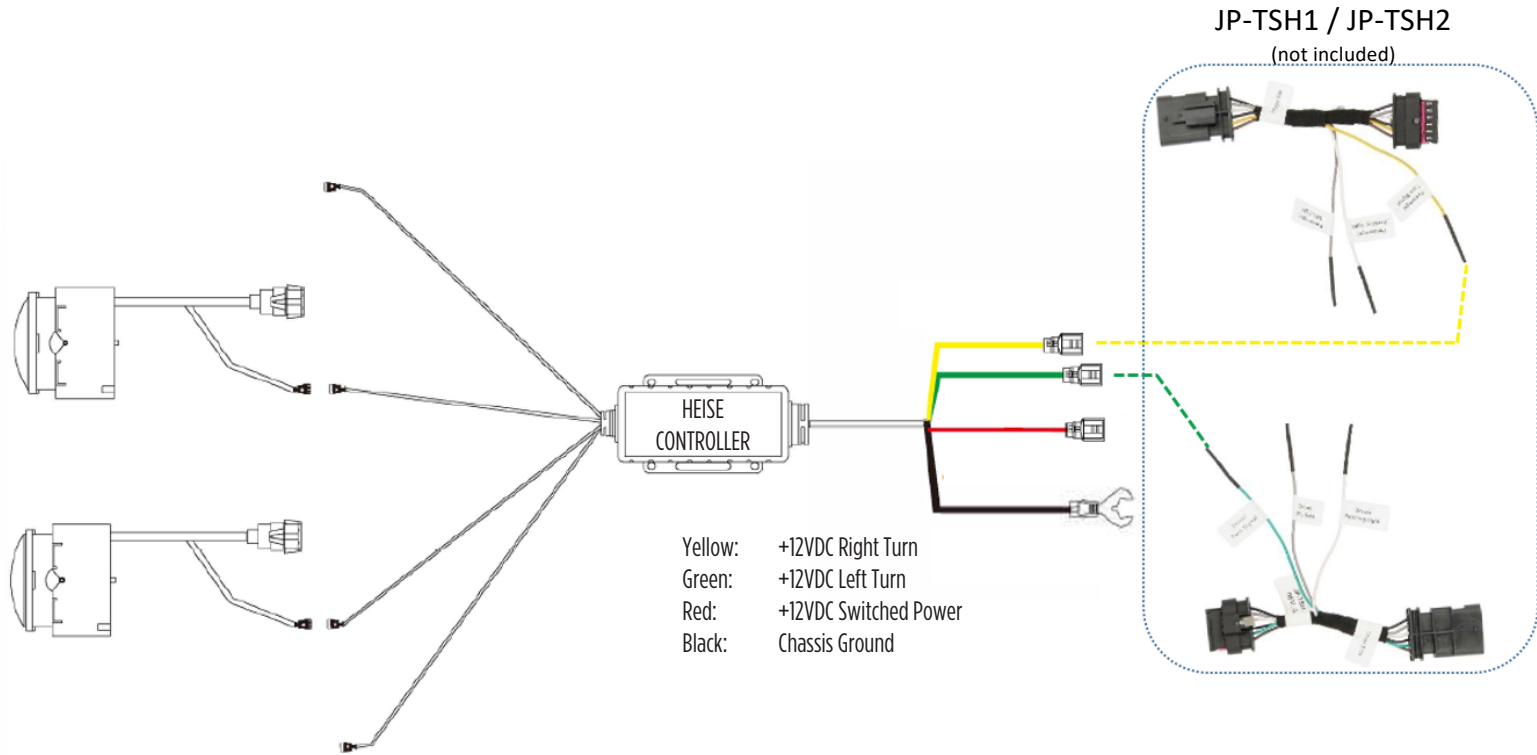 JP-TSH1 / JP-TSH2
(not included)
HEISE
CONTROLLER
Yellow: +12VDC Right Turn
Green: +12VDC Left Turn
Red: +12VDC Switched Power
Black: Chassis Ground